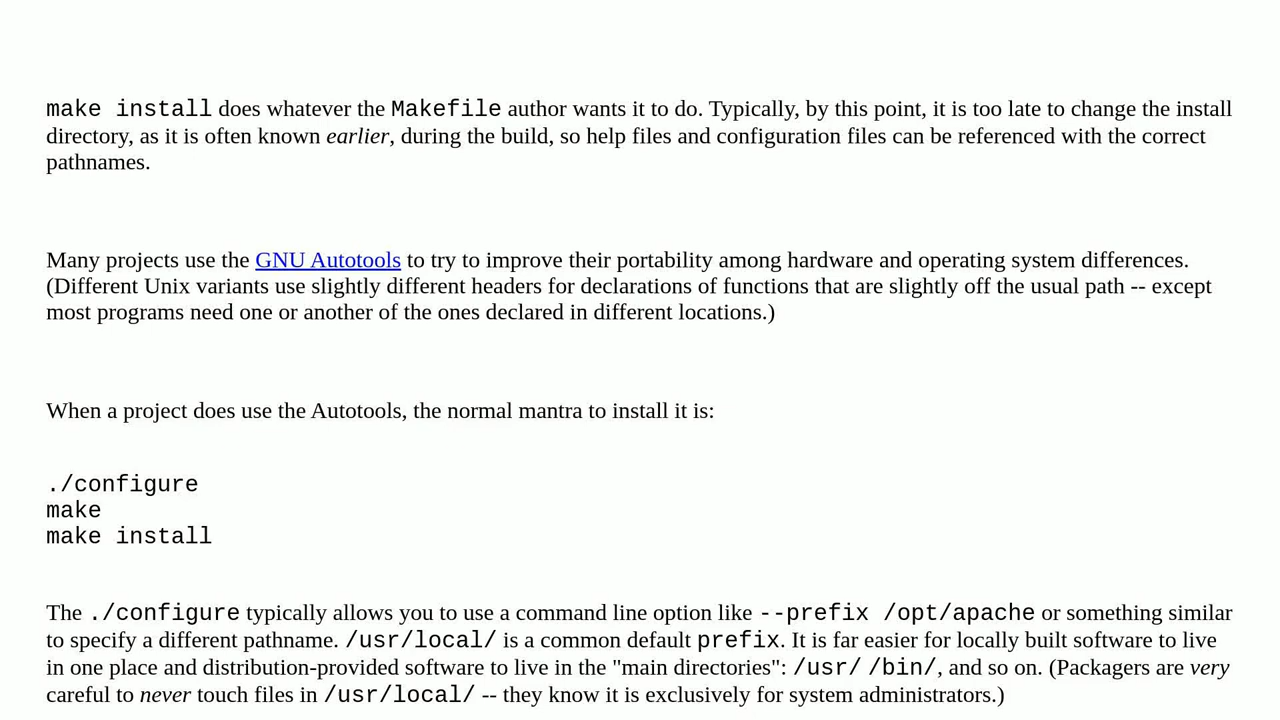 make install does whatever the Makefile author wants it to do. Typically, by this point, it is too late to change the install
directory, as it is often known earlier, during the build, so help files and configuration files can be referenced with the correct
pathnames.
Many projects use the GNU Autotools to try to improve their portability among hardware and operating system differences.
(Different Unix variants use slightly different headers for declarations of functions that are slightly off the usual path -- except
most programs need one or another of the ones declared in different locations.)
When a project does use the Autotools, the normal mantra to install it is:
./configure
make
make install
The ./configure typically allows you to use a command line option like --prefix /opt/apache or something similar
to specify a different pathname. /usr/local/ is a common default prefix. It is far easier for locally built software to live
in one place and distribution-provided software to live in the "main directories": /usr/ /bin/, and so on. (Packagers are very
careful to never touch files in /usr/local/ -- they know it is exclusively for system administrators.)